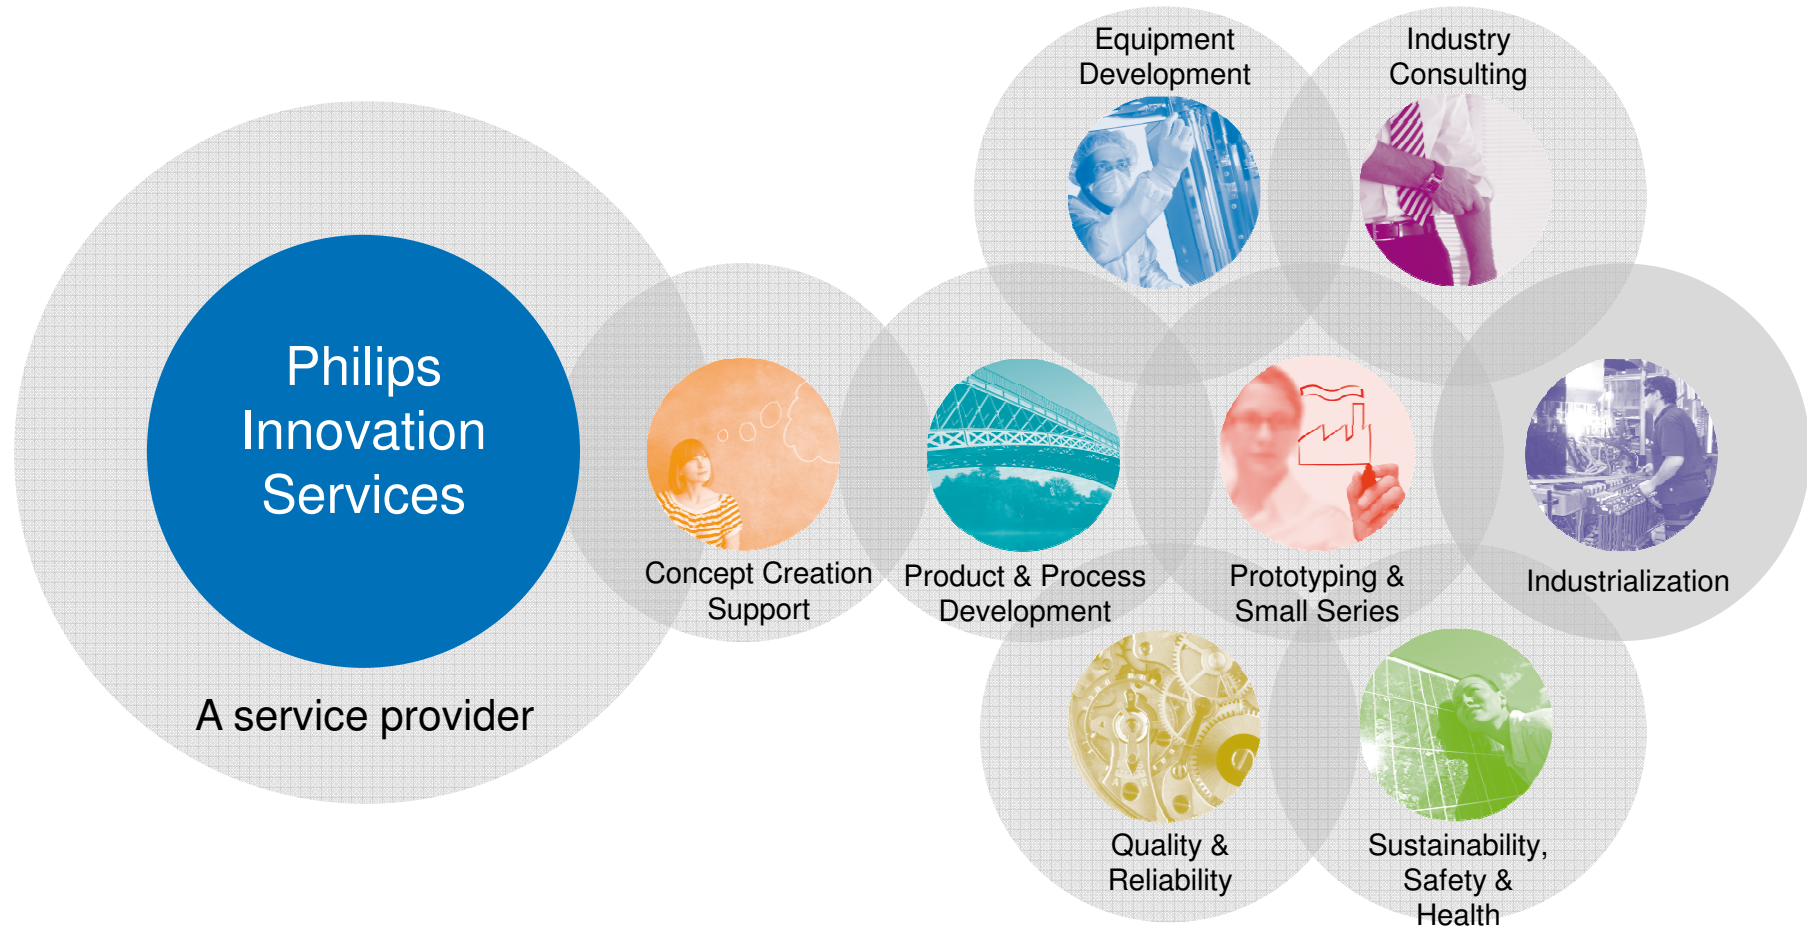 Philips
Innovation
Services
A service provider
Equipment
Development
Industry
Consulting
Concept Creation
Support
Product & Process
Development
Prototyping &
Small Series
Industrialization
Quality &
Reliability
Sustainability,
Safety &
Health